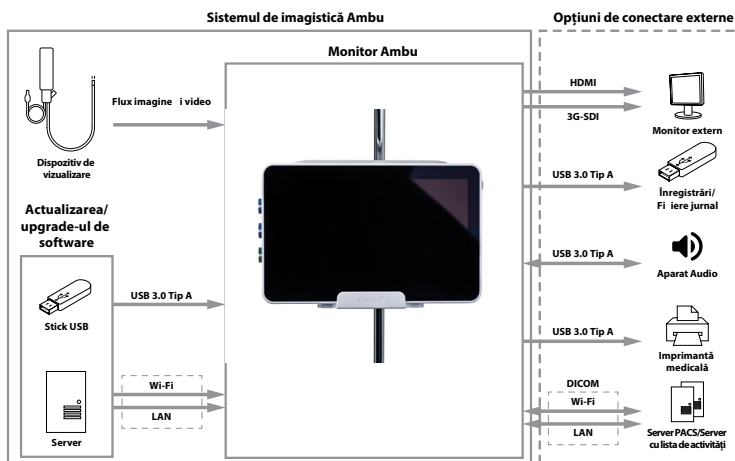 Sistemul de imagistică Ambu
Opțiuni de conectare externe
Monitor Ambu
Flux imagine i video
Dispozitiv de
vizualizare
Actualizarea/
upgrade-ul de
software
Stick USB
USB 3.0 Tip A
Server
Wi-Fi
LAN
HDMI
3G-SDI
Monitor extern
USB 3.0 Tip A
Înregistrări/
Fi iere jurnal
USB 3.0 Tip A
Aparat Audio
USB 3.0 Tip A
Imprimantă
medicală
DICOM
Wi-Fi
LAN
Server PACS/Server
cu lista de activități